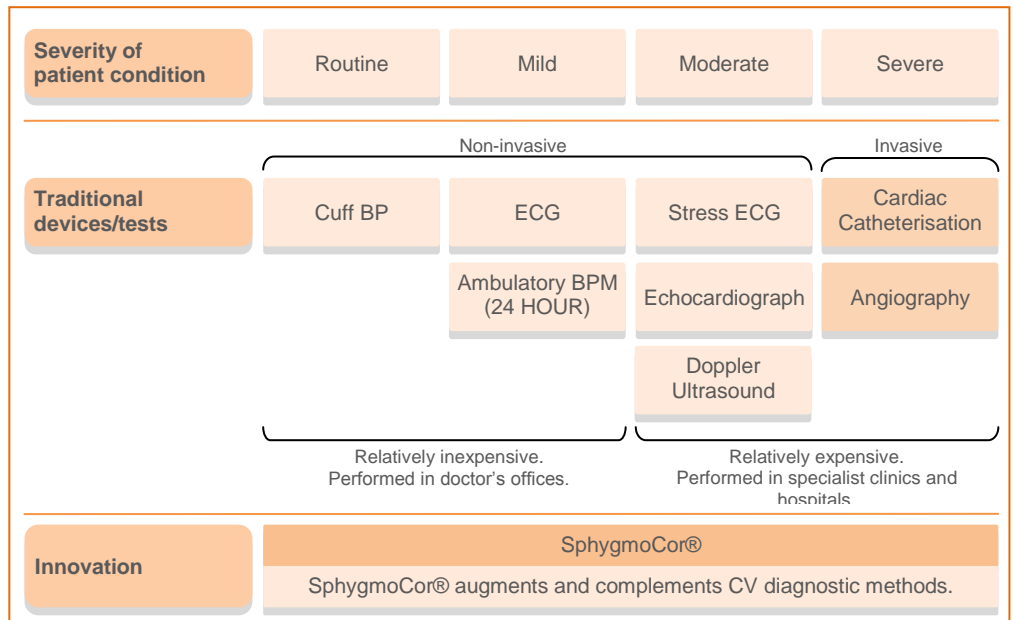 Severity of
patient condition
Routine
Mild
Moderate
Severe
Non-invasive
Invasive
Traditional
devices/tests
Cuff BP
ECG
Stress ECG
Cardiac
Catheterisation
Ambulatory BPM
(24 HOUR)
Echocardiograph
Angiography
Doppler
Ultrasound
Relatively inexpensive.
Performed in doctor's offices.
Relatively expensive.
Performed in specialist clinics and
hospitals
Innovation
SphygmoCor®
SphygmoCor® augments and complements CV diagnostic methods.